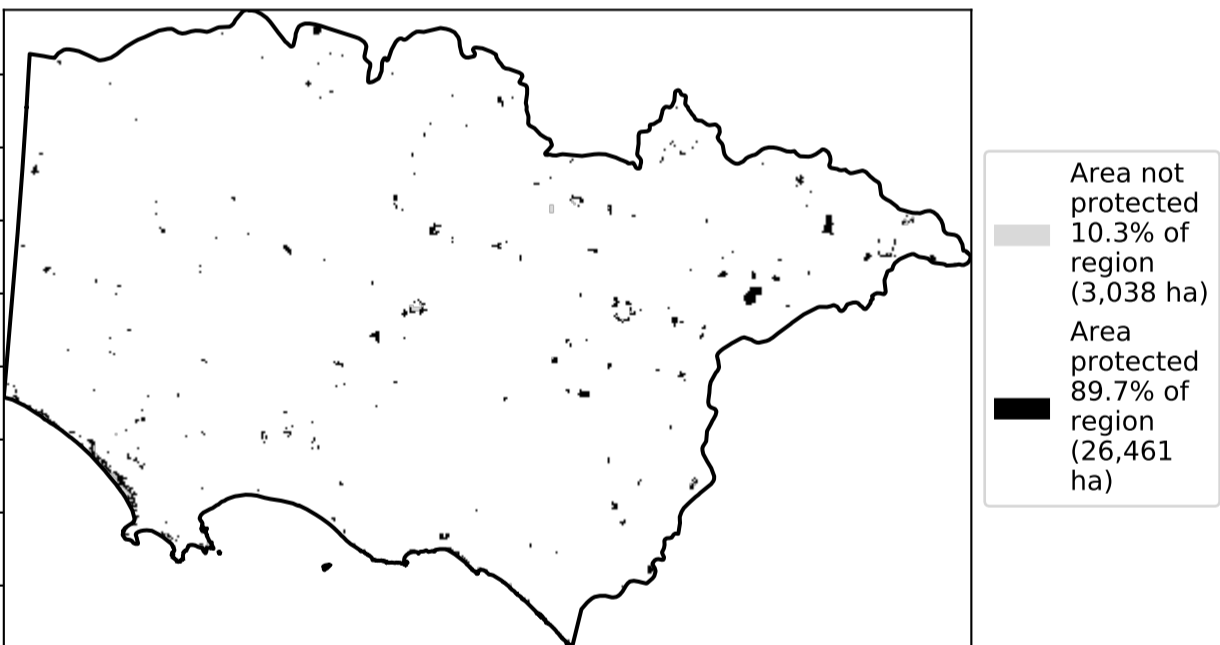 Area not
protected
10.3% of
region
(3,038 ha)
Area
protected
89.7% of
region
(26,461
ha)